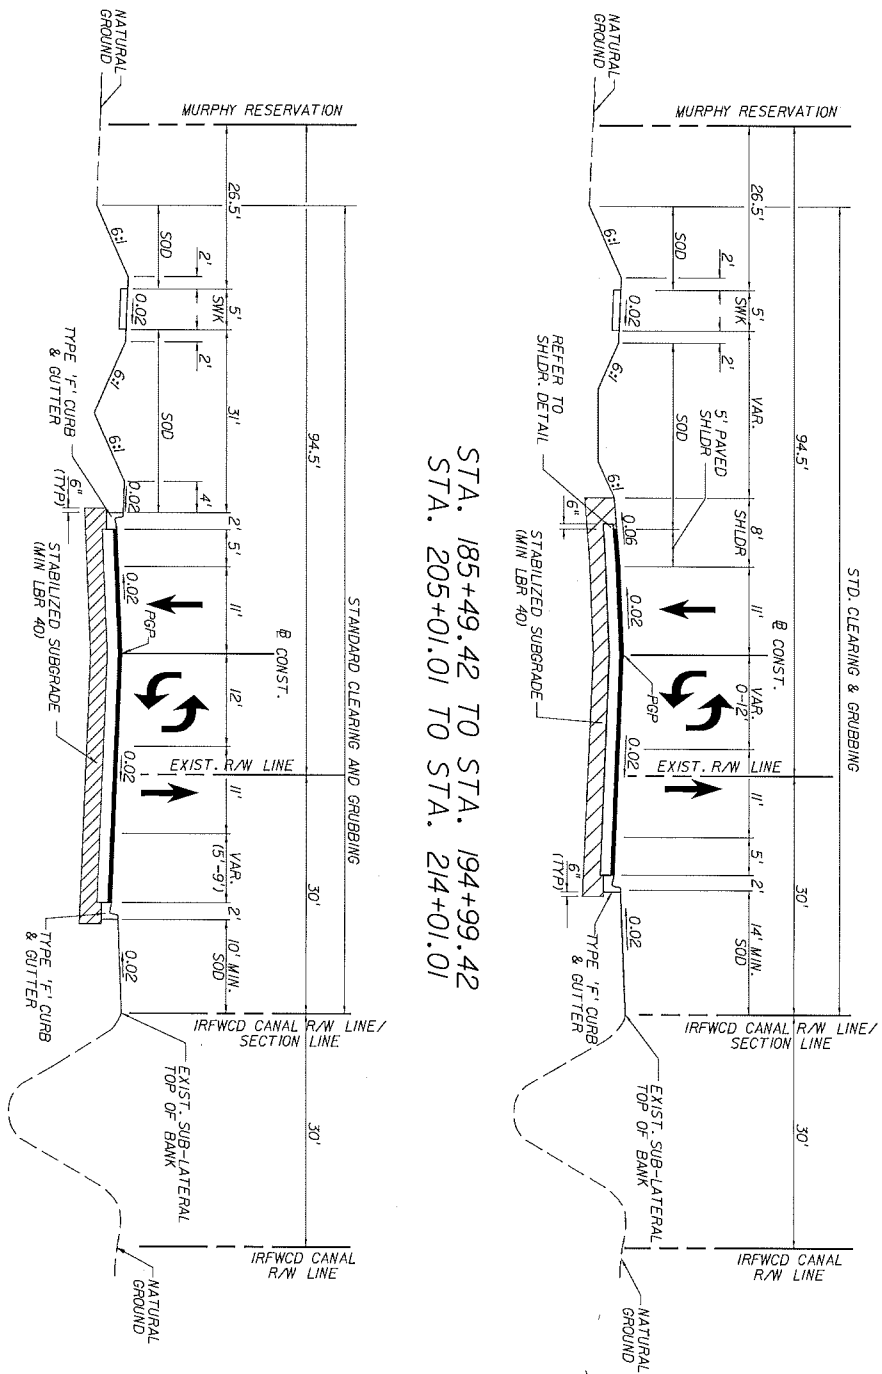 MURPHY RESERVATION
STD. CLEARING & GRUBBING
IRFWCD CANAL R/W LINE/
SECTION LINE
IRFWCD CANAL
R/W LINE
94.5'
30'
30'
26.5'
5'
SWK
VAR.
8'
SHLDR
11'
VAR.
0-12'
11'
5'
2'
14' MIN.
SOD
2'
2'
SOD
SOD
5' PAVED
SHLDR
℄ CONST.
EXIST. R/W LINE
NATURAL
GROUND
6:1
0.02
6:1
6:1
0.06
0.02
PGP
0.02
0.02
REFER TO
SHLDR. DETAIL
6"
STABILIZED SUBGRADE
(MIN LBR 40)
6"
(TYP)
TYPE 'F' CURB
& GUTTER
EXIST. SUB-LATERAL
TOP OF BANK
NATURAL
GROUND
STA. 185+49.42 TO STA. 194+99.42
STA. 205+01.01 TO STA. 214+01.01
MURPHY RESERVATION
STANDARD CLEARING AND GRUBBING
IRFWCD CANAL R/W LINE/
SECTION LINE
IRFWCD CANAL
R/W LINE
94.5'
30'
30'
26.5'
5'
SWK
31'
2'
5'
11'
12'
11'
VAR.
(5'-9')
2'
10' MIN.
SOD
2'
2'
4'
SOD
SOD
℄ CONST.
EXIST. R/W LINE
NATURAL
GROUND
6:1
0.02
6:1
6:1
0.02
0.02
PGP
0.02
0.02
TYPE 'F' CURB
& GUTTER
6"
(TYP)
STABILIZED SUBGRADE
(MIN LBR 40)
TYPE 'F' CURB
& GUTTER
EXIST. SUB-LATERAL
TOP OF BANK
NATURAL
GROUND